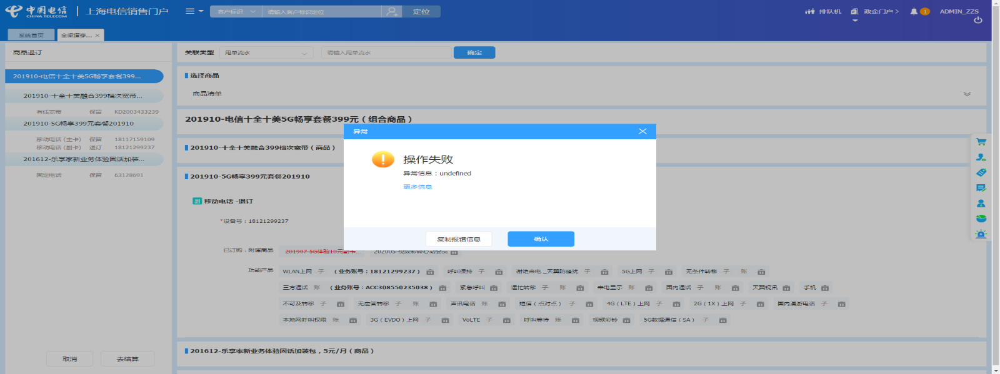 中国电信 CHINA TELECOM 上海电信销售门户 客户标识 请输入客户标识定位 定位 排队机 政企门户 1 ADMIN_ZZS
系统首页 全渠道变...
商品退订
关联类型 甩单流水 请输入甩单流水 确定
201910-电信十全十美5G畅享套餐399...
201910-十全十美融合399档次宽带...
有线宽带 保留 KD2003433239
201910-5G畅享399元套餐201910
移动电话 (主卡) 保留 18117159109
移动电话 (副卡) 退订 18121299237
201612-乐享家新业务体验固话加装...
固定电话 保留 63128691
取消 去结算
选择商品
商品清单
201910-电信十全十美5G畅享套餐399元（组合商品）
201910-十全十美融合399档次宽带（商品）
201910-5G畅享399元套餐201910
副 移动电话 -退订
*设备号：18121299237
已订购：附属商品 201907-5G体验10元副卡... 202005-视频彩铃心动会员
功能产品 WLAN上网 子 （业务账号：18121299237） 呼叫保持 子 谢绝来电_天翼防骚扰 子 5G上网 子 无条件转移 子 账
三方通话 账 （业务账号：ACC308550235038） 紧急呼叫 遇忙转移 子 账 来电显示 账 国内通话 子 账 天翼视讯 手机
不可及转移 子 无应答转移 子 账 声讯电话 账 短信（点对点） 子 4G（LTE）上网 子 2G（1X）上网 子 国内漫游电话 子
本地网呼叫权限 账 3G（EVDO）上网 子 VoLTE 子 呼叫等待 账 视频彩铃 5G数据通信（SA） 子
201612-乐享家新业务体验固话加装包，5元/月（商品）
异常
操作失败
异常信息：undefined
更多信息
复制报错信息 确认